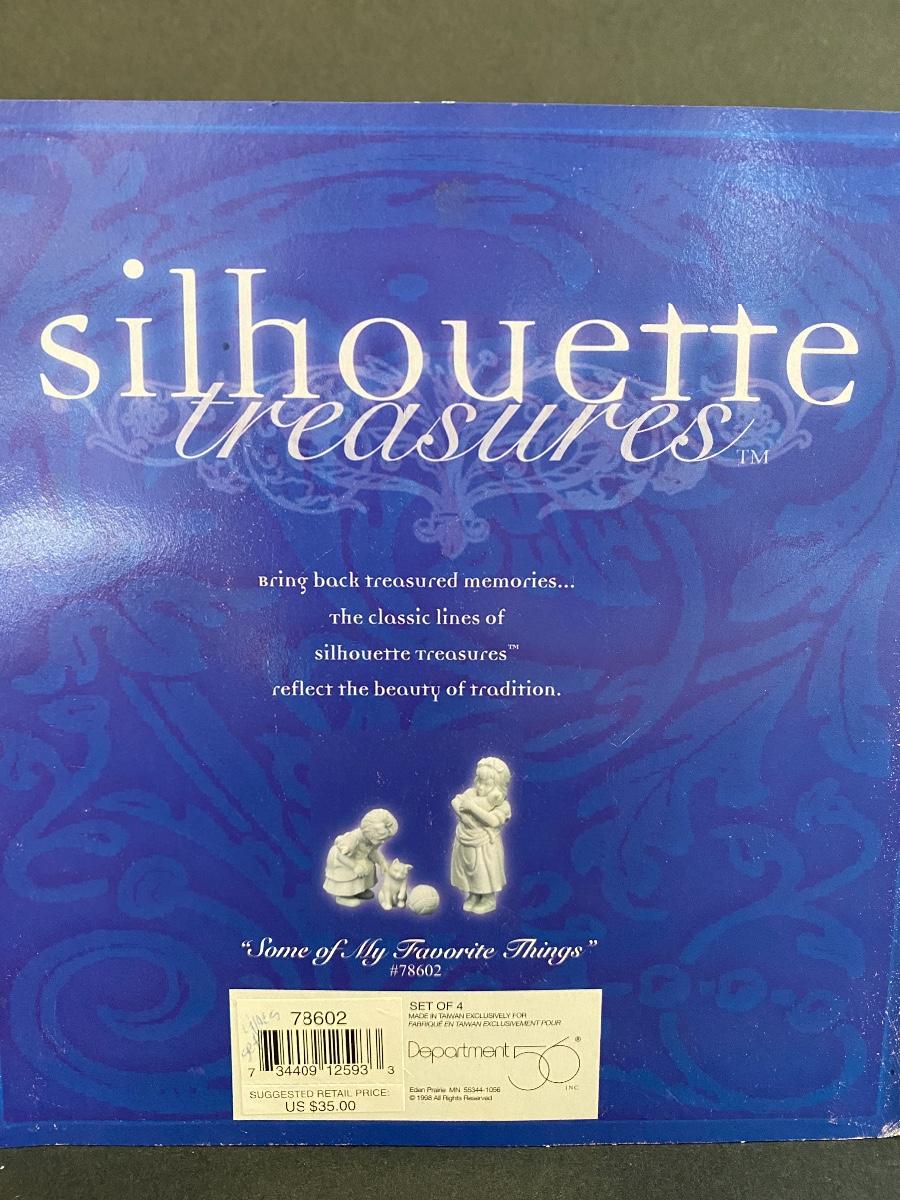 silhouette
treasures™
Bring back treasured memories...
The classic lines of
silhouette Treasures™
reflect the beauty of tradition.
"Some of My Favorite Things"
#78602
78602
7 34409 12593 3
SUGGESTED RETAIL PRICE:
US $35.00
SET OF 4
MADE IN TAIWAN EXCLUSIVELY FOR
FABRIQUÉ EN TAIWAN EXCLUSIVEMENT POUR
Department 56®
INC
Eden Prairie MN 55344-1056
© 1998 All Rights Reserved